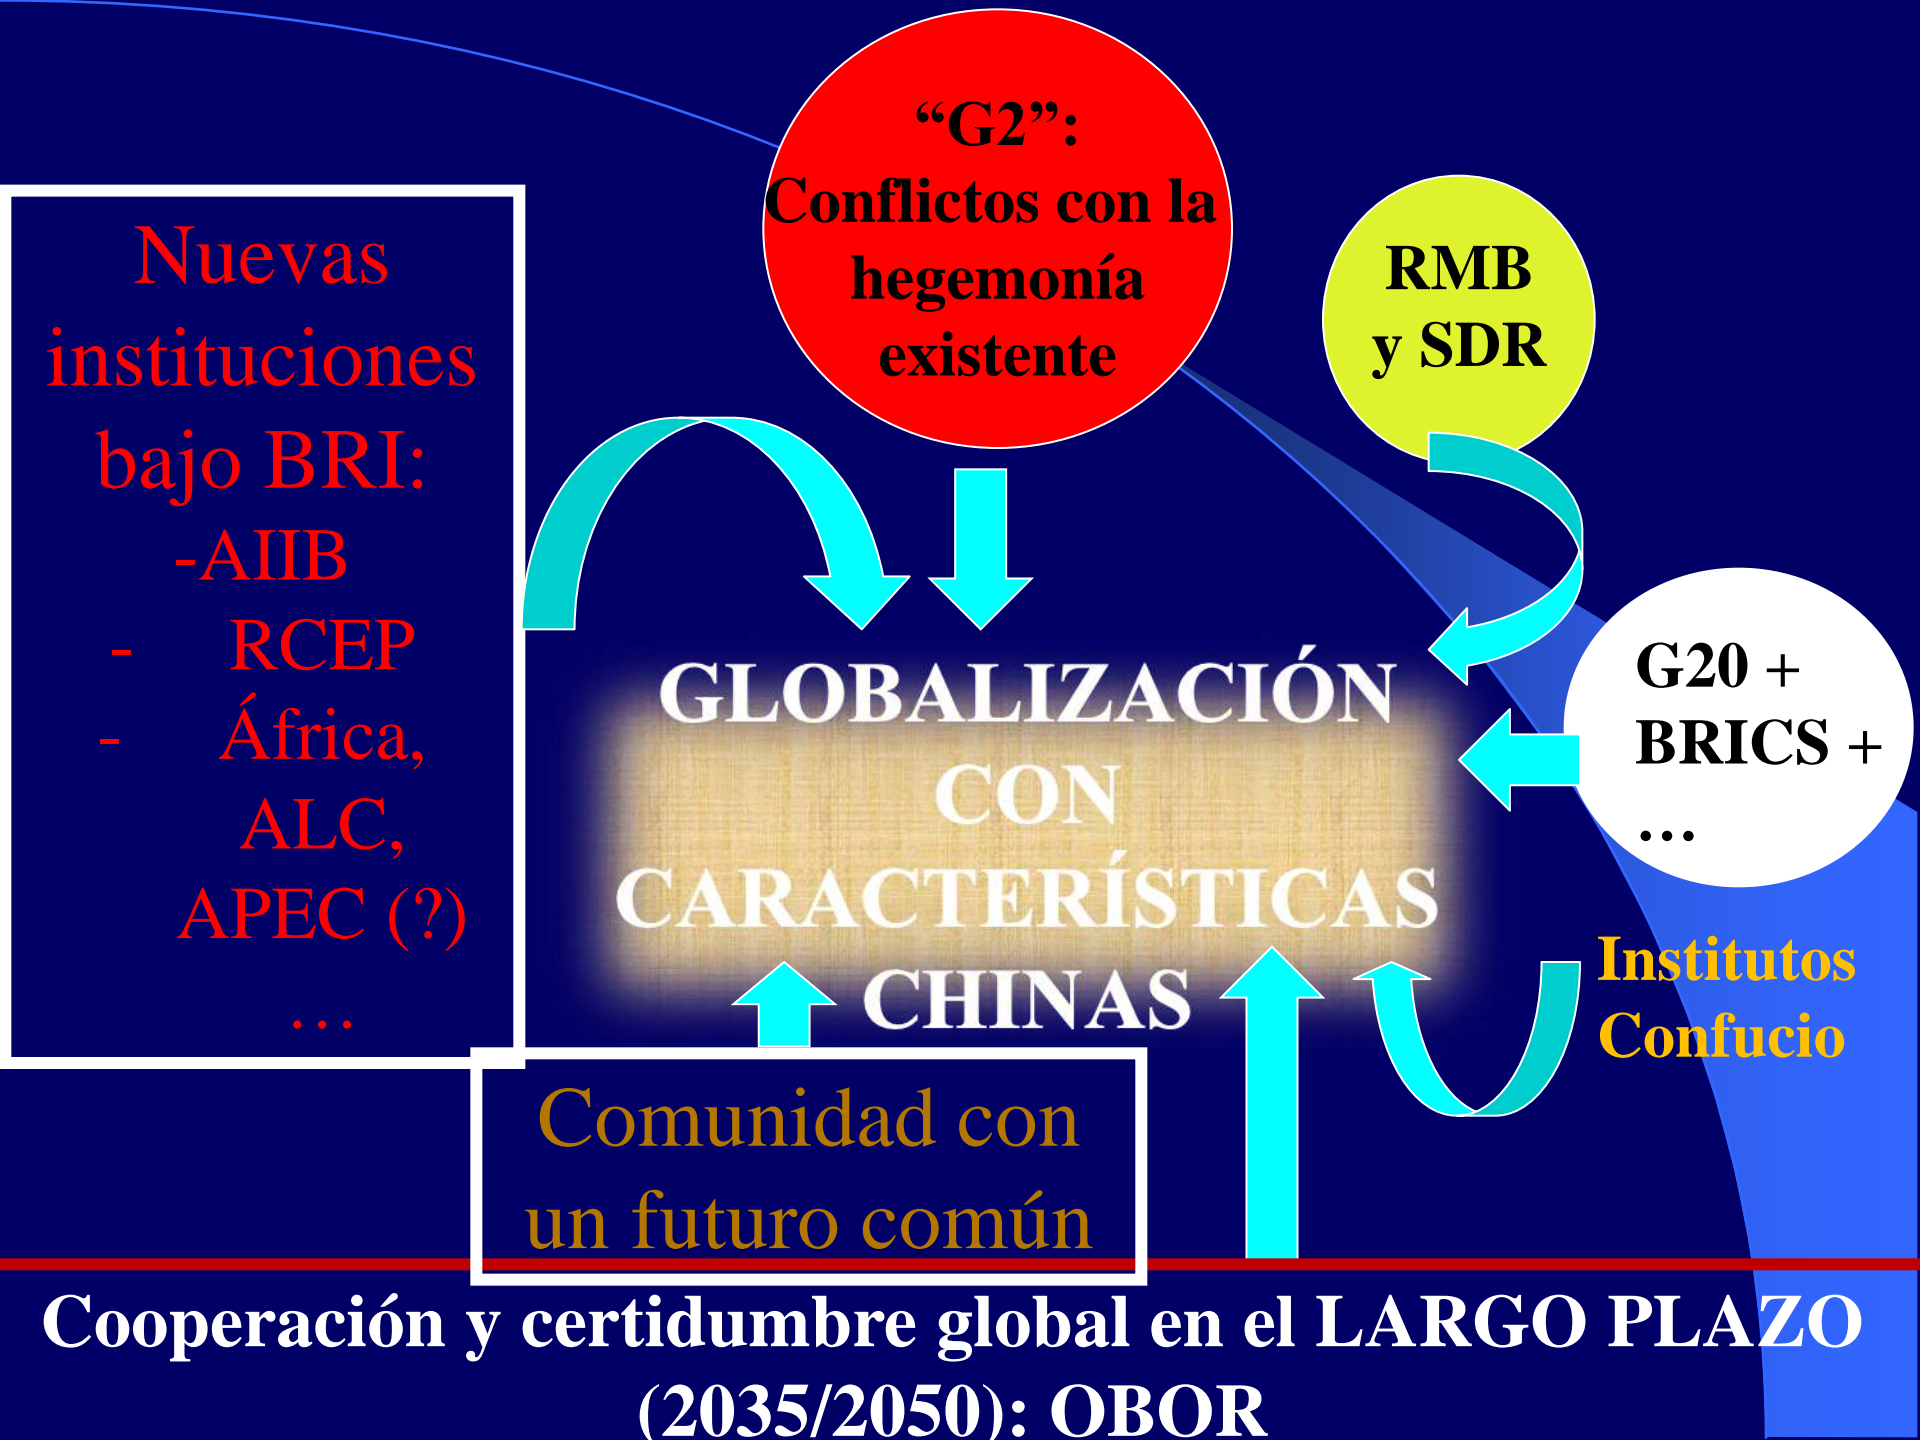 “G2”:
Conflictos con la
hegemonía
existente
RMB
y SDR
Nuevas
instituciones
bajo BRI:
-AIIB
- RCEP
- África,
ALC,
APEC (?)
…
GLOBALIZACIÓN
CON
CARACTERÍSTICAS
CHINAS
G20 +
BRICS +
…
Institutos
Confucio
Comunidad con
un futuro común
Cooperación y certidumbre global en el LARGO PLAZO
(2035/2050): OBOR